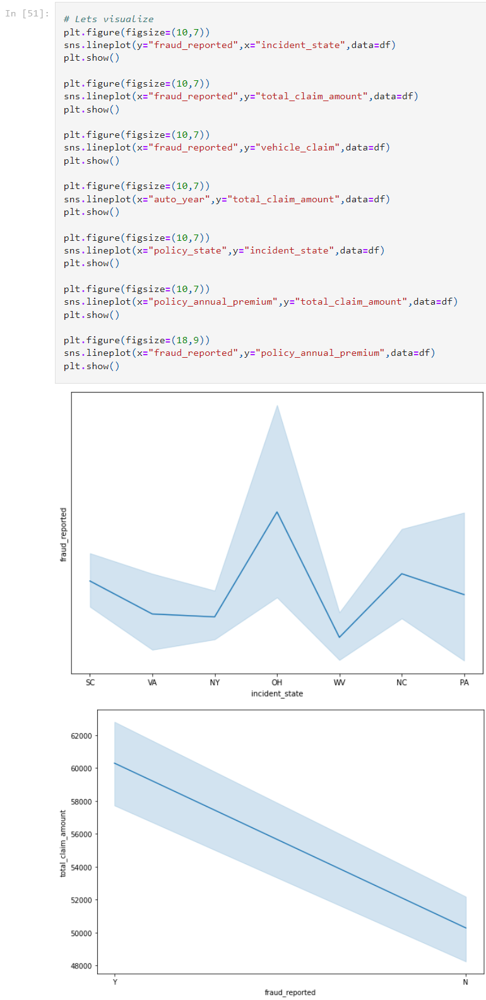 In [51]:
# Lets visualize
plt.figure(figsize=(10,7))
sns.lineplot(y="fraud_reported",x="incident_state",data=df)
plt.show()
plt.figure(figsize=(10,7))
sns.lineplot(x="fraud_reported",y="total_claim_amount",data=df)
plt.show()
plt.figure(figsize=(10,7))
sns.lineplot(x="fraud_reported",y="vehicle_claim",data=df)
plt.show()
plt.figure(figsize=(10,7))
sns.lineplot(x="auto_year",y="total_claim_amount",data=df)
plt.show()
plt.figure(figsize=(10,7))
sns.lineplot(x="policy_state",y="incident_state",data=df)
plt.show()
plt.figure(figsize=(10,7))
sns.lineplot(x="policy_annual_premium",y="total_claim_amount",data=df)
plt.show()
plt.figure(figsize=(18,9))
sns.lineplot(x="fraud_reported",y="policy_annual_premium",data=df)
plt.show()
fraud_reported
SC VA NY OH WV NC PA
incident_state
total_claim_amount
62000
60000
58000
56000
54000
52000
50000
48000
Y N
fraud_reported